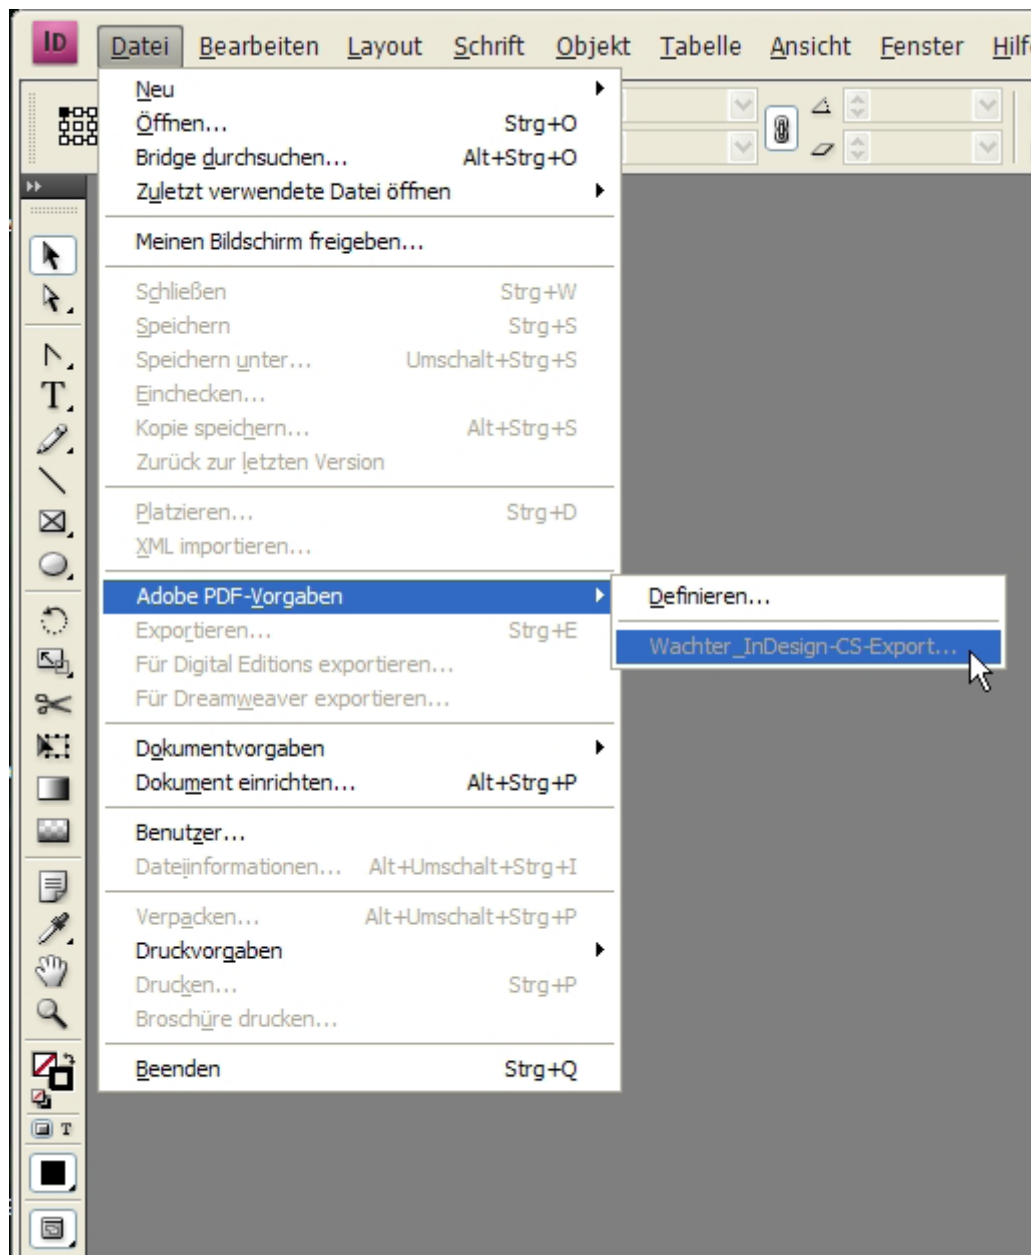 ID Datei Bearbeiten Layout Schrift Objekt Tabelle Ansicht Fenster Hilf
Neu
Öffnen... Strg+O
Bridge durchsuchen... Alt+Strg+O
Zuletzt verwendete Datei öffnen
Meinen Bildschirm freigeben...
Schließen Strg+W
Speichern Strg+S
Speichern unter... Umschalt+Strg+S
Einchecken...
Kopie speichern... Alt+Strg+S
Zurück zur letzten Version
Platzieren... Strg+D
XML importieren...
Adobe PDF-Vorgaben Definieren...
Exportieren... Strg+E Wachter_InDesign-CS-Export...
Für Digital Editions exportieren...
Für Dreamweaver exportieren...
Dokumentvorgaben
Dokument einrichten... Alt+Strg+P
Benutzer...
Dateiinformationen... Alt+Umschalt+Strg+I
Verpacken... Alt+Umschalt+Strg+P
Druckvorgaben
Drucken... Strg+P
Broschüre drucken...
Beenden Strg+Q
T
T